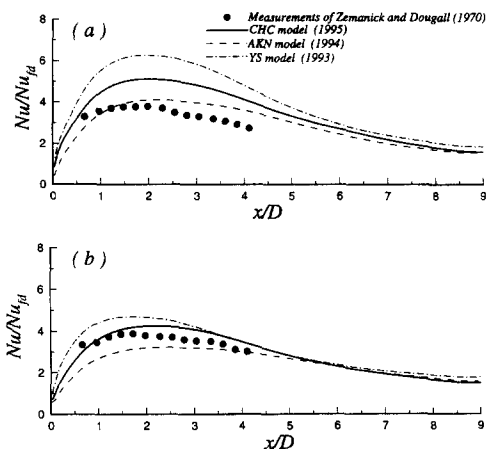 Measurements of Zemanick and Dougall (1970)
CHC model (1995)
AKN model (1994)
YS model (1993)
( a )
8
6
4
2
0
Nu/Nu_fd
0 1 2 3 4 5 6 7 8 9
x/D
( b )
8
6
4
2
0
Nu/Nu_fd
0 1 2 3 4 5 6 7 8 9
x/D